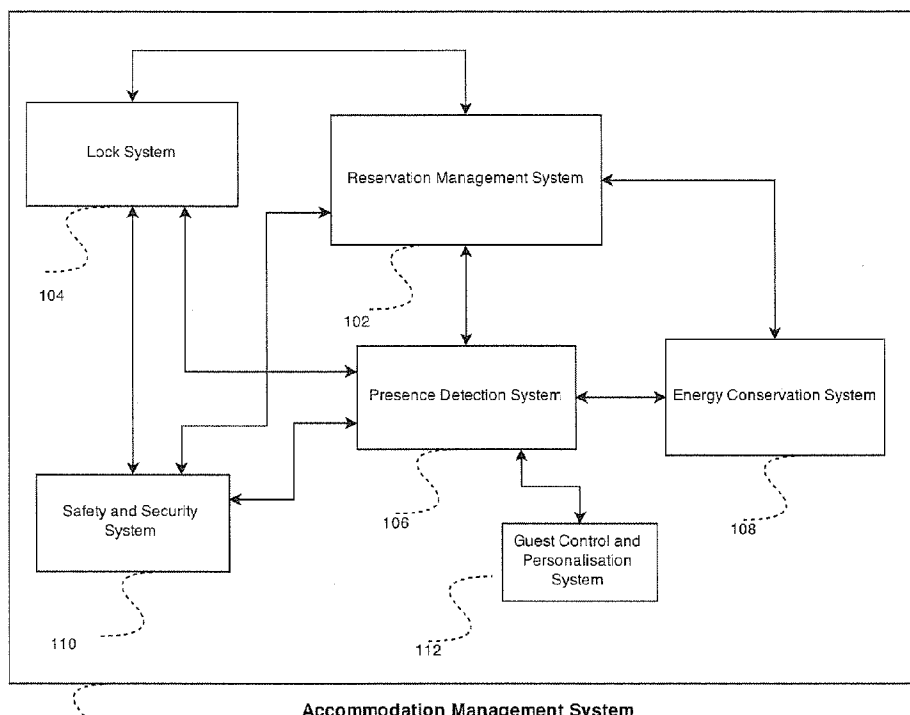 Lock System
Reservation Management System
104
102
Presence Detection System
Energy Conservation System
Safety and Security
System
106
108
Guest Control and
Personalisation
System
110
112
Accommodation Management System